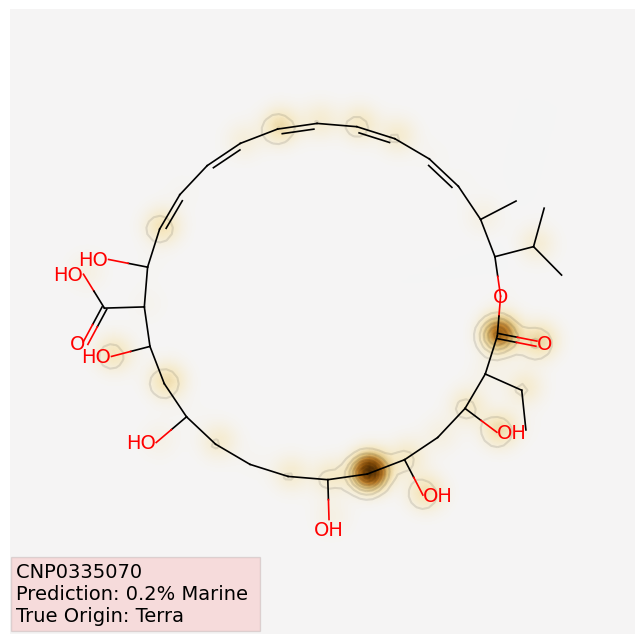 HO
HO
O
HO
HO
O
O
OH
OH
OH
CNP0335070
Prediction: 0.2% Marine
True Origin: Terra